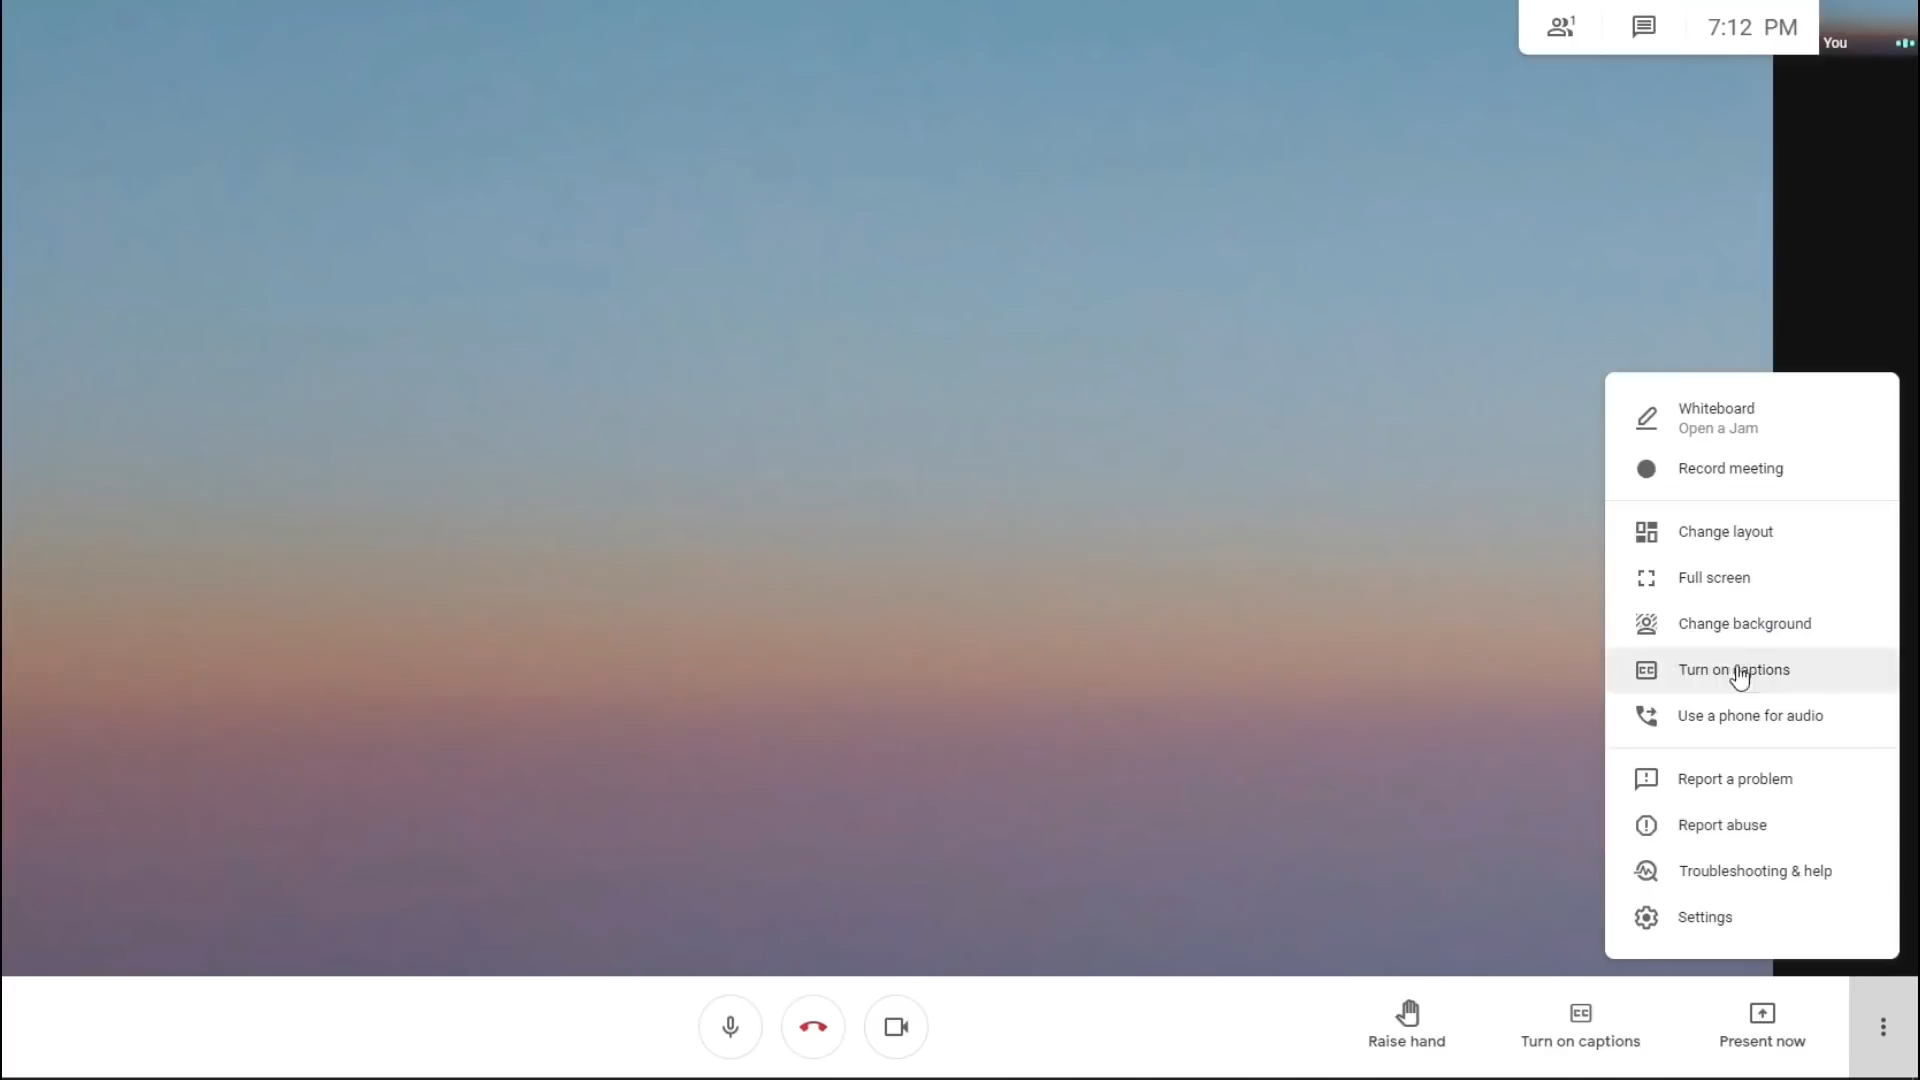 1
7:12 PM
You
Whiteboard
Open a Jam
Record meeting
Change layout
Full screen
Change background
Turn on captions
Use a phone for audio
Report a problem
Report abuse
Troubleshooting & help
Settings
Raise hand
Turn on captions
Present now